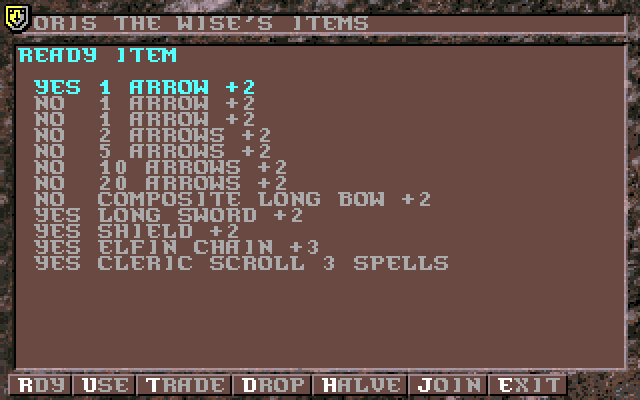 ORIS THE WISE'S ITEMS
READY ITEM
YES 1 ARROW +2
NO 1 ARROW +2
NO 1 ARROW +2
NO 2 ARROWS +2
NO 5 ARROWS +2
NO 10 ARROWS +2
NO 20 ARROWS +2
NO COMPOSITE LONG BOW +2
YES LONG SWORD +2
YES SHIELD +2
YES ELFIN CHAIN +3
YES CLERIC SCROLL 3 SPELLS
RDY USE TRADE DROP HALVE JOIN EXIT